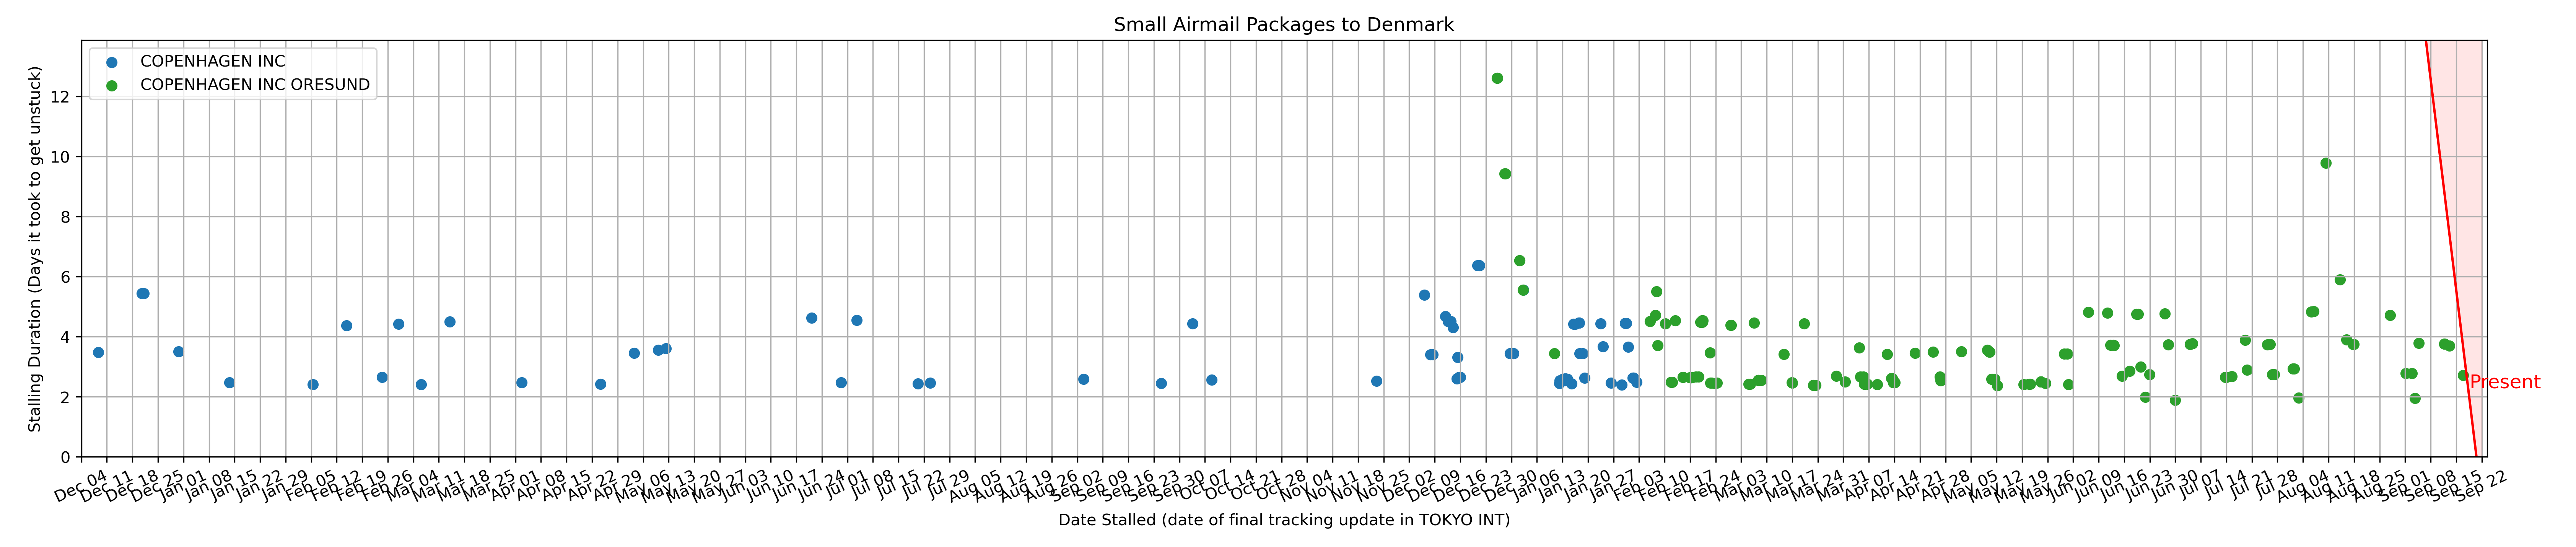 Small Airmail Packages to Denmark
COPENHAGEN INC
COPENHAGEN INC ORESUND
Stalling Duration (Days it took to get unstuck)
12
10
8
6
4
2
0
Present
Dec 04
Dec 11
Dec 18
Dec 25
Jan 01
Jan 08
Jan 15
Jan 22
Jan 29
Feb 05
Feb 12
Feb 19
Feb 26
Mar 04
Mar 11
Mar 18
Mar 25
Apr 01
Apr 08
Apr 15
Apr 22
Apr 29
May 06
May 13
May 20
May 27
Jun 03
Jun 10
Jun 17
Jun 24
Jul 01
Jul 08
Jul 15
Jul 22
Jul 29
Aug 05
Aug 12
Aug 19
Aug 26
Sep 02
Sep 09
Sep 16
Sep 23
Sep 30
Oct 07
Oct 14
Oct 21
Oct 28
Nov 04
Nov 11
Nov 18
Nov 25
Dec 02
Dec 09
Dec 16
Dec 23
Dec 30
Jan 06
Jan 13
Jan 20
Jan 27
Feb 03
Feb 10
Feb 17
Feb 24
Mar 03
Mar 10
Mar 17
Mar 24
Mar 31
Apr 07
Apr 14
Apr 21
Apr 28
May 05
May 12
May 19
May 26
Jun 02
Jun 09
Jun 16
Jun 23
Jun 30
Jul 07
Jul 14
Jul 21
Jul 28
Aug 04
Aug 11
Aug 18
Aug 25
Sep 01
Sep 08
Sep 15
Sep 22
Date Stalled (date of final tracking update in TOKYO INT)